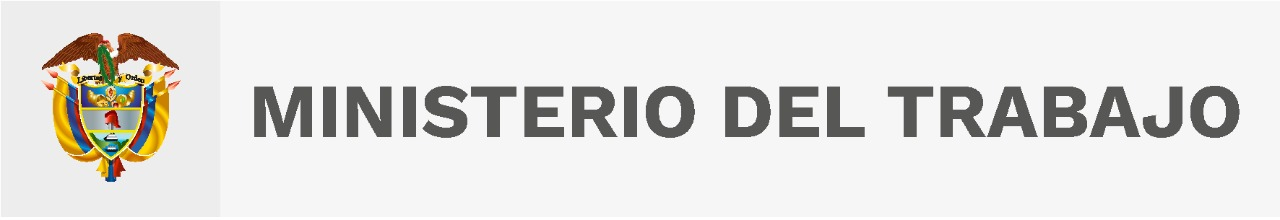 Libertad y Orden
MINISTERIO DEL TRABAJO